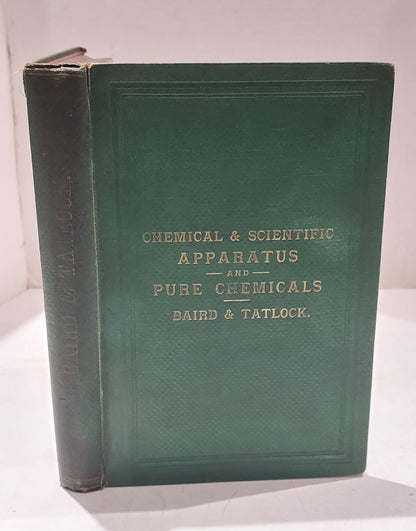 BAIRD & TATLOCK.
CHEMICAL & SCIENTIFIC
APPARATUS
— AND —
PURE CHEMICALS
BAIRD & TATLOCK.